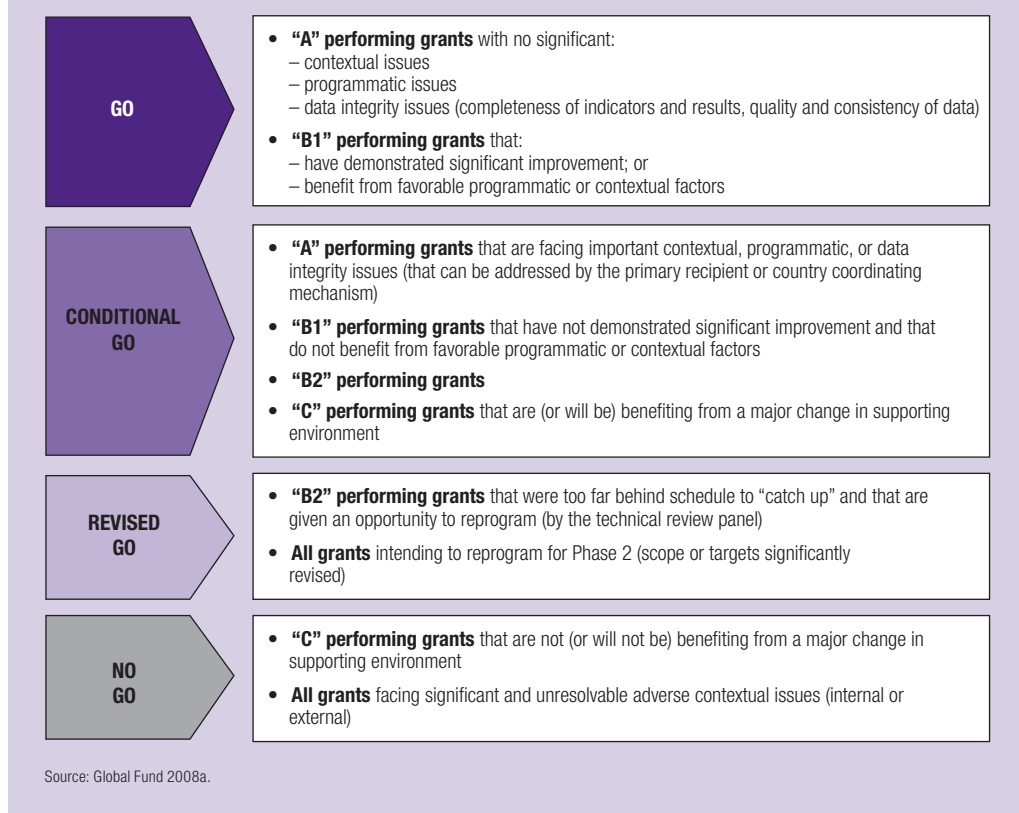 GO
• “A” performing grants with no significant:
– contextual issues
– programmatic issues
– data integrity issues (completeness of indicators and results, quality and consistency of data)
• “B1” performing grants that:
– have demonstrated significant improvement; or
– benefit from favorable programmatic or contextual factors
CONDITIONAL
GO
• “A” performing grants that are facing important contextual, programmatic, or data
integrity issues (that can be addressed by the primary recipient or country coordinating
mechanism)
• “B1” performing grants that have not demonstrated significant improvement and that
do not benefit from favorable programmatic or contextual factors
• “B2” performing grants
• “C” performing grants that are (or will be) benefiting from a major change in supporting
environment
REVISED
GO
• “B2” performing grants that were too far behind schedule to “catch up” and that are
given an opportunity to reprogram (by the technical review panel)
• All grants intending to reprogram for Phase 2 (scope or targets significantly
revised)
NO
GO
• “C” performing grants that are not (or will not be) benefiting from a major change in
supporting environment
• All grants facing significant and unresolvable adverse contextual issues (internal or
external)
Source: Global Fund 2008a.